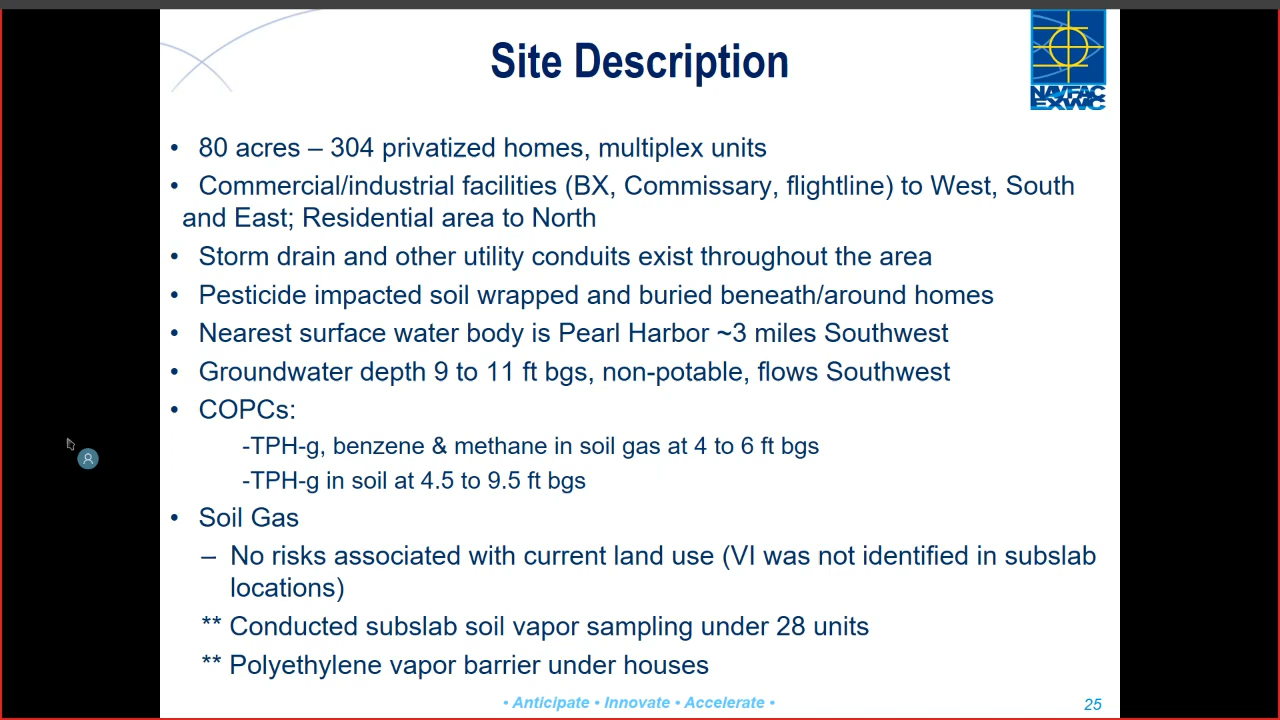 Site Description
NAVFAC
EXWC
• 80 acres – 304 privatized homes, multiplex units
• Commercial/industrial facilities (BX, Commissary, flightline) to West, South
and East; Residential area to North
• Storm drain and other utility conduits exist throughout the area
• Pesticide impacted soil wrapped and buried beneath/around homes
• Nearest surface water body is Pearl Harbor ~3 miles Southwest
• Groundwater depth 9 to 11 ft bgs, non-potable, flows Southwest
• COPCs:
-TPH-g, benzene & methane in soil gas at 4 to 6 ft bgs
-TPH-g in soil at 4.5 to 9.5 ft bgs
• Soil Gas
– No risks associated with current land use (VI was not identified in subslab
locations)
** Conducted subslab soil vapor sampling under 28 units
** Polyethylene vapor barrier under houses
• Anticipate • Innovate • Accelerate •
25